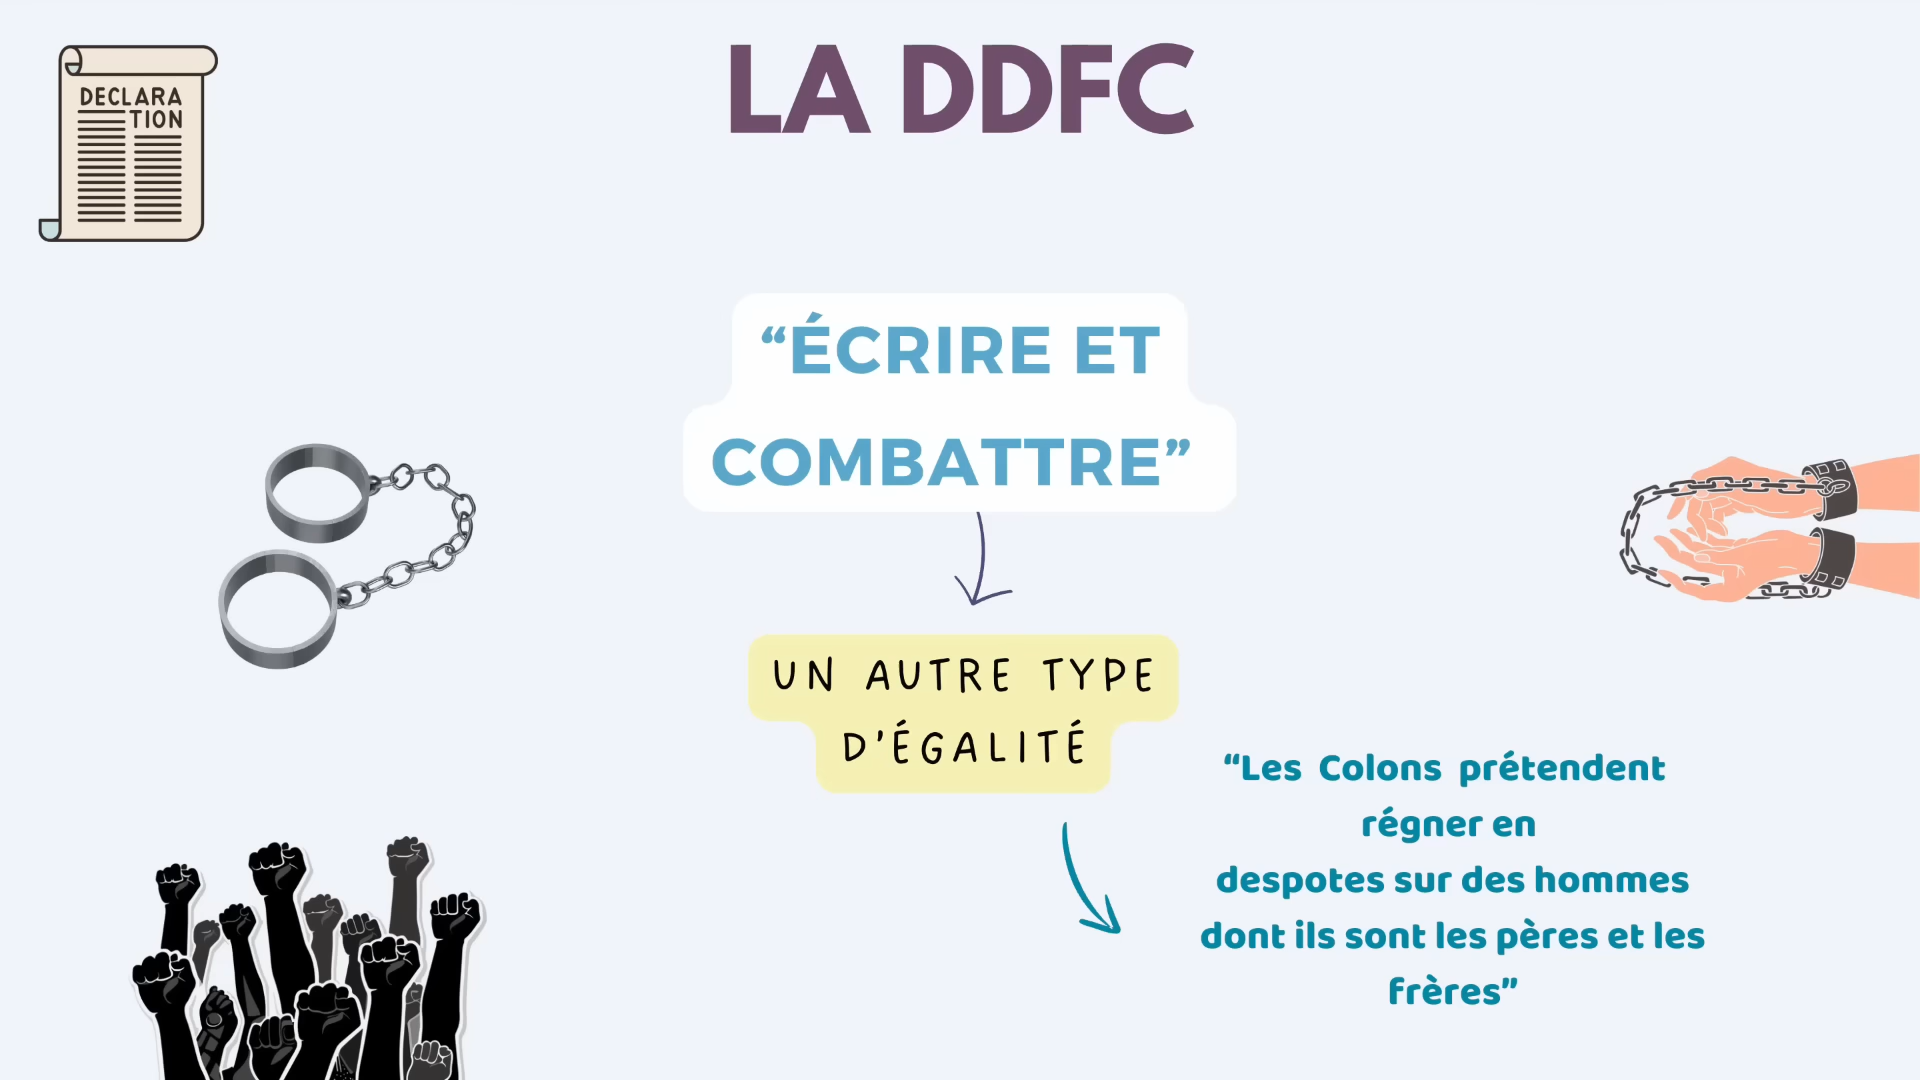 LA DDFC
DECLARA
TION
“ÉCRIRE ET
COMBATTRE”
UN AUTRE TYPE
D'ÉGALITÉ
“Les Colons prétendent
régner en
despotes sur des hommes
dont ils sont les pères et les
frères”